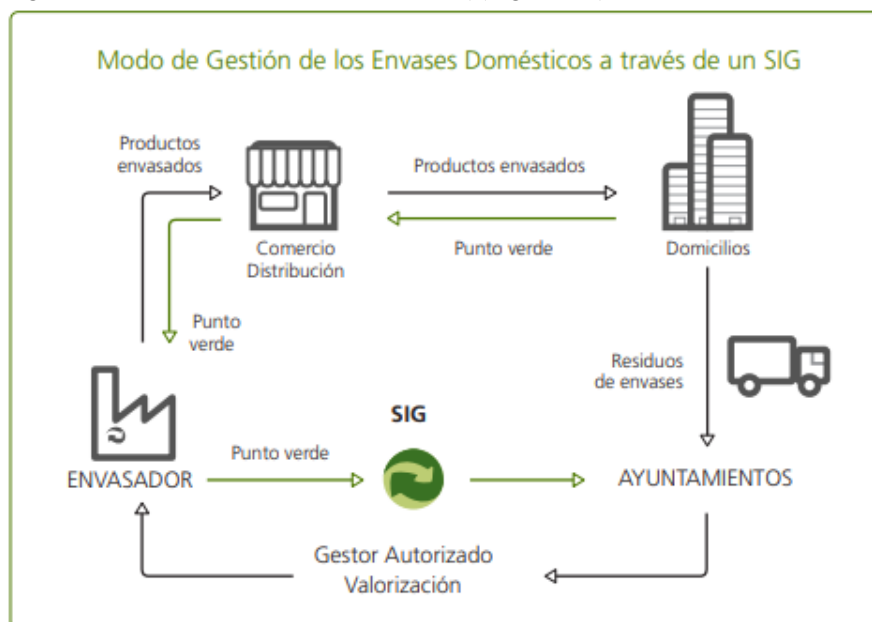 Modo de Gestión de los Envases Domésticos a través de un SIG
Productos
envasados
Productos envasados
Comercio
Distribución
Punto verde
Domicilios
Punto
verde
Residuos
de envases
SIG
Punto verde
ENVASADOR
AYUNTAMIENTOS
Gestor Autorizado
Valorización